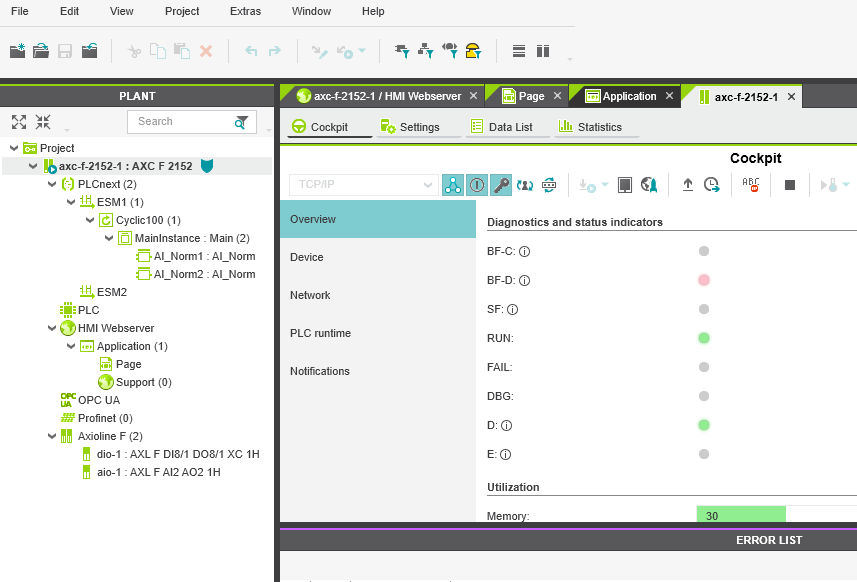 File Edit View Project Extras Window Help
PLANT
Search
Project
axc-f-2152-1 : AXC F 2152
PLCnext (2)
ESM1 (1)
Cyclic100 (1)
MainInstance : Main (2)
AI_Norm1 : AI_Norm
AI_Norm2 : AI_Norm
ESM2
PLC
HMI Webserver
Application (1)
Page
Support (0)
OPC UA OPC UA
Profinet (0)
Axioline F (2)
dio-1 : AXL F DI8/1 DO8/1 XC 1H
aio-1 : AXL F AI2 AO2 1H
axc-f-2152-1 / HMI Webserver Page Application axc-f-2152-1
Cockpit Settings Data List Statistics
Cockpit
TCP/IP ABC
Overview
Device
Network
PLC runtime
Notifications
Diagnostics and status indicators
BF-C:
BF-D:
SF:
RUN:
FAIL:
DBG:
D:
E:
Utilization
Memory: 30
ERROR LIST